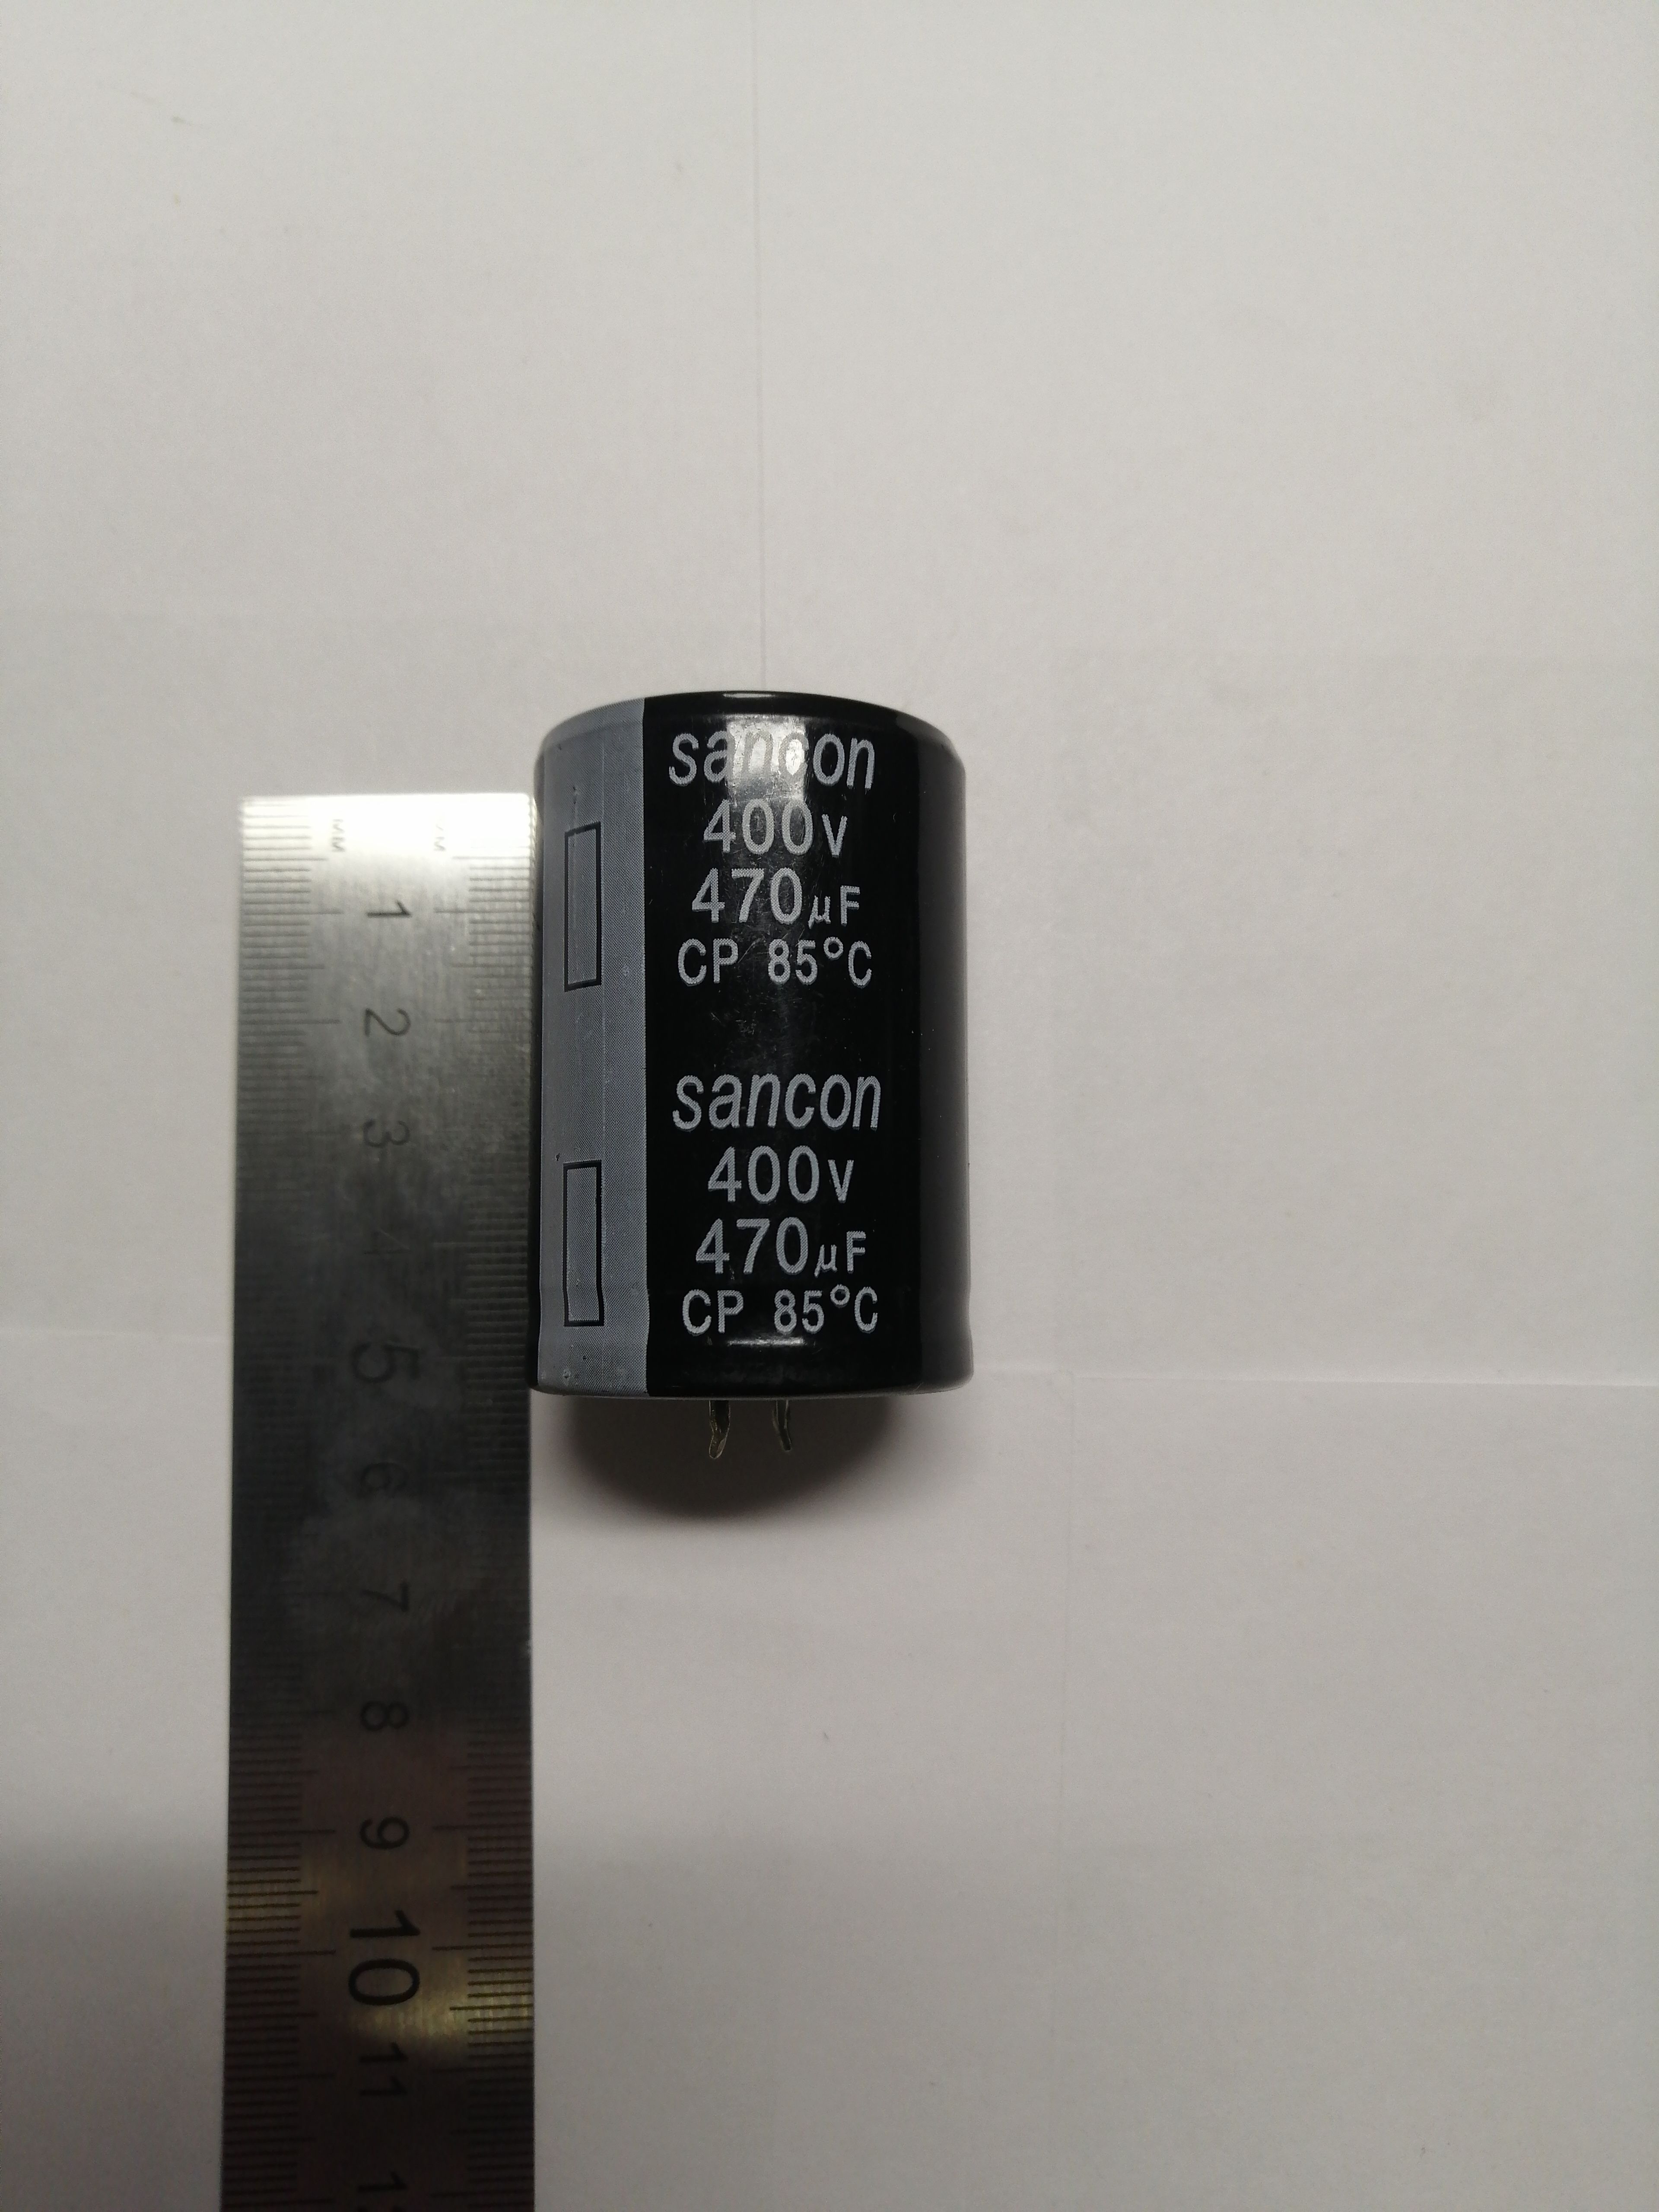 sancon
400v
470μF
CP 85°C
sancon
400v
470μF
CP 85°C
MM
MM
1
2
3
4
5
6
7
8
9
10
11